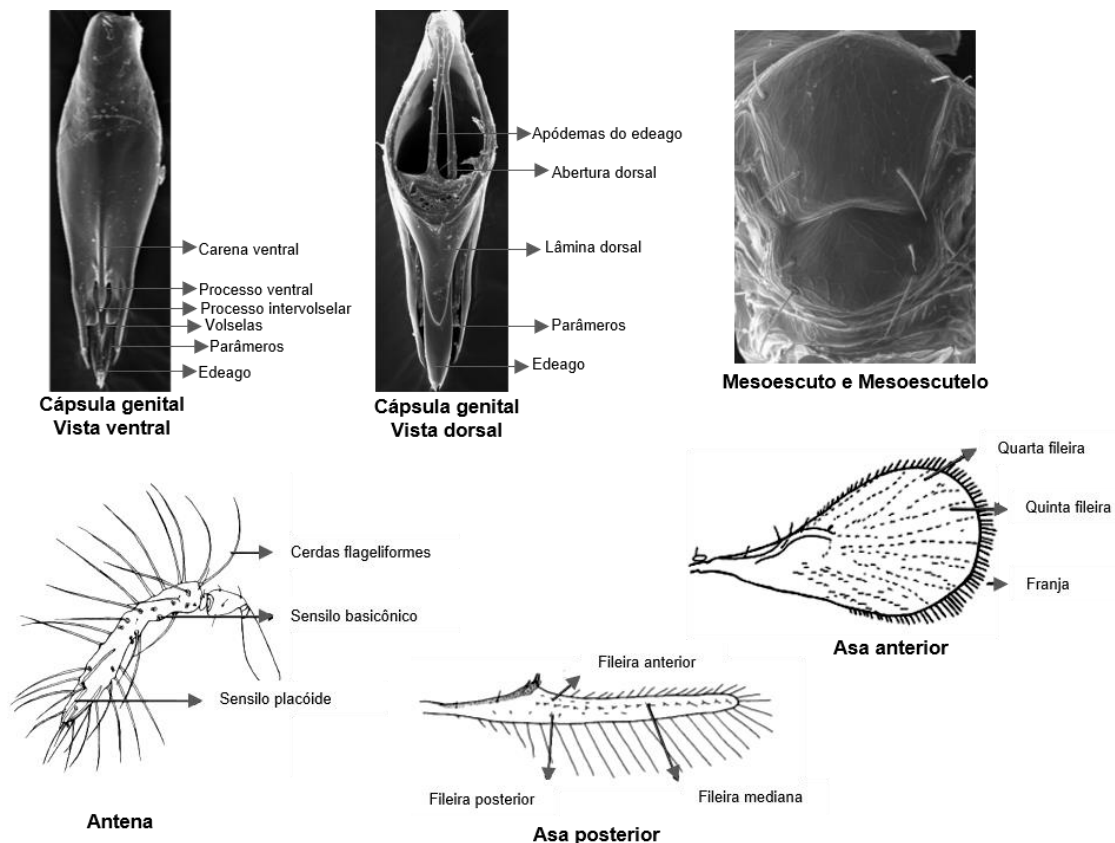 Carena ventral
Processo ventral
Processo intervolselar
Volselas
Parâmeros
Edeago
Cápsula genital
Vista ventral
Apódemas do edeago
Abertura dorsal
Lâmina dorsal
Parâmeros
Edeago
Cápsula genital
Vista dorsal
Mesoescuto e Mesoescutelo
Cerdas flageliformes
Sensilo basicônico
Sensilo placóide
Antena
Quarta fileira
Quinta fileira
Franja
Asa anterior
Fileira anterior
Fileira posterior
Fileira mediana
Asa posterior